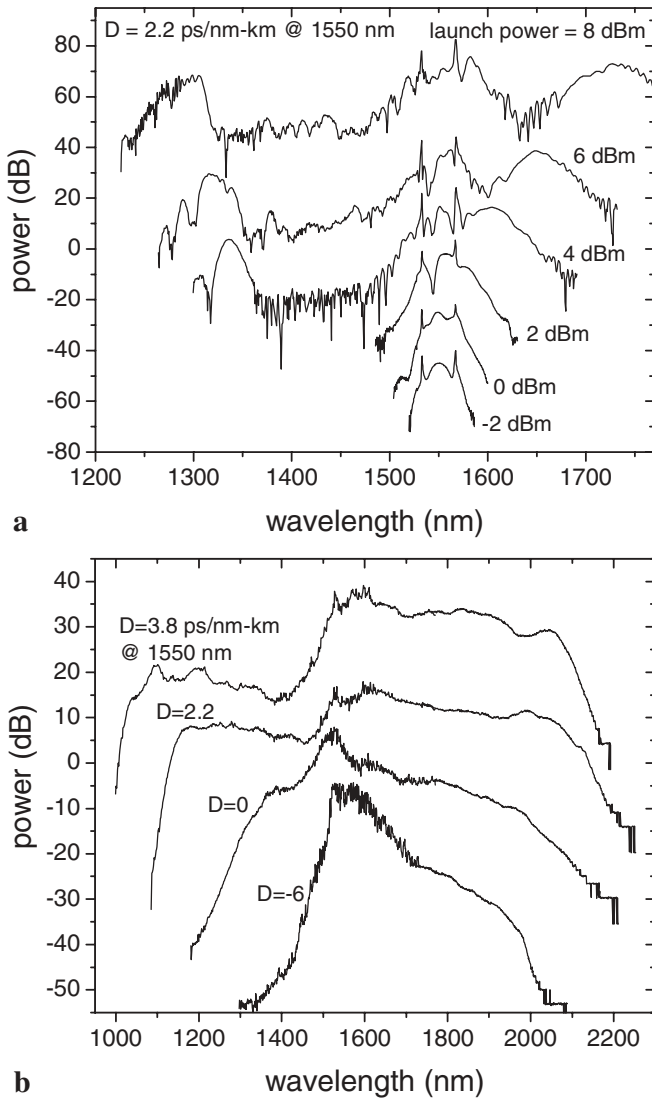 D = 2.2 ps/nm-km @ 1550 nm
launch power = 8 dBm
80
60
40
20
0
-20
-40
-60
-80
power (dB)
6 dBm
4 dBm
2 dBm
0 dBm
-2 dBm
1200 1300 1400 1500 1600 1700
wavelength (nm)
a
40
30
20
10
0
-10
-20
-30
-40
-50
power (dB)
D=3.8 ps/nm-km
@ 1550 nm
D=2.2
D=0
D=-6
1000 1200 1400 1600 1800 2000 2200
wavelength (nm)
b